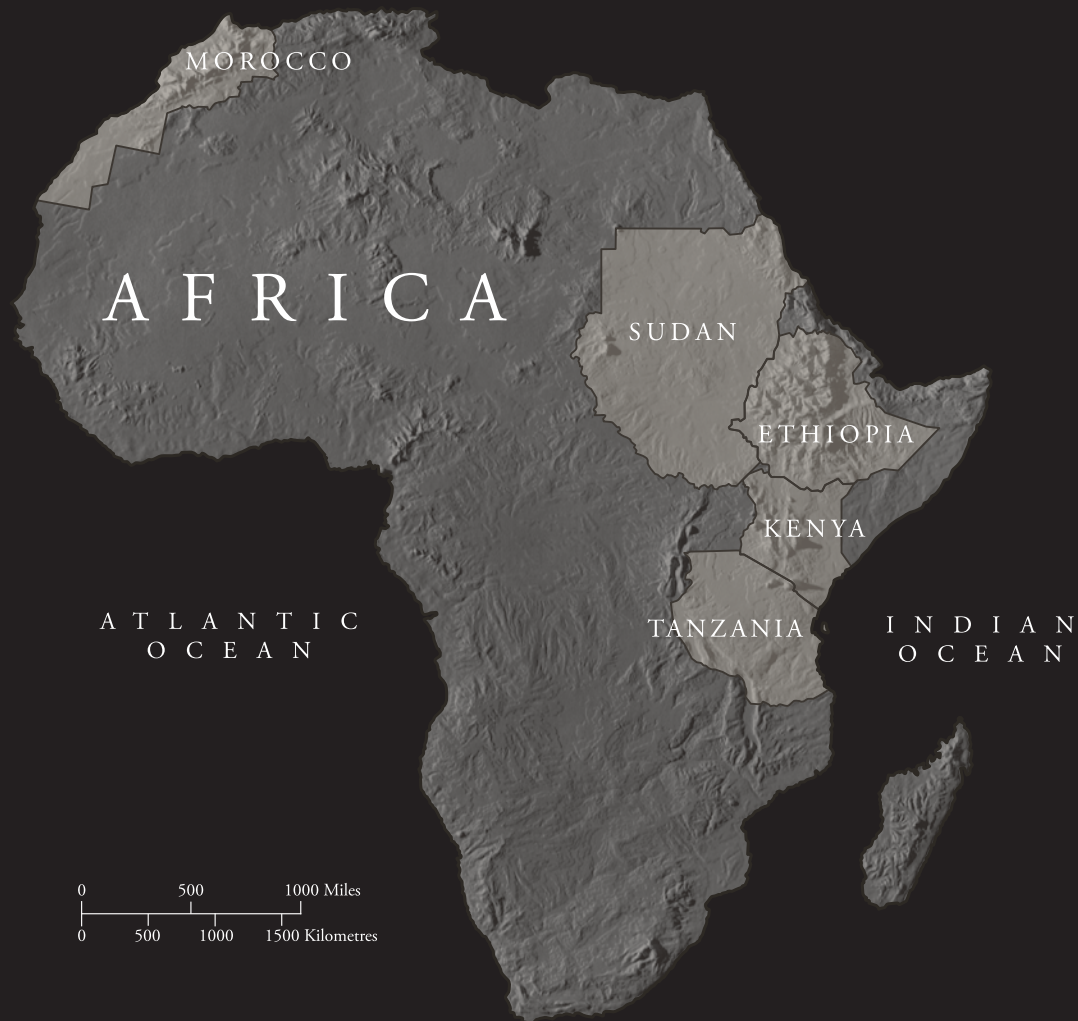 MOROCCO
AFRICA
SUDAN
ETHIOPIA
KENYA
ATLANTIC
OCEAN
TANZANIA
INDIAN
OCEAN
0 500 1000 Miles
0 500 1000 1500 Kilometres